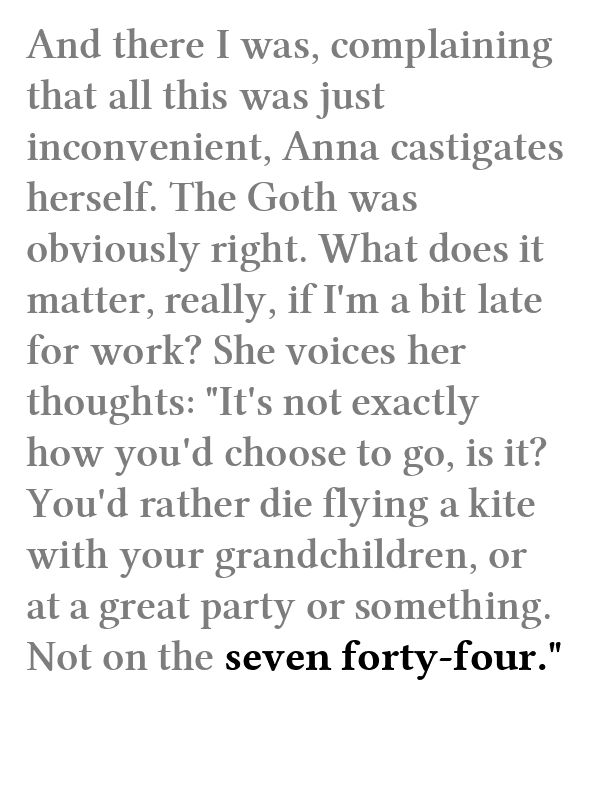 And there I was, complaining
that all this was just
inconvenient, Anna castigates
herself. The Goth was
obviously right. What does it
matter, really, if I'm a bit late
for work? She voices her
thoughts: "It's not exactly
how you'd choose to go, is it?
You'd rather die flying a kite
with your grandchildren, or
at a great party or something.
Not on the seven forty-four."